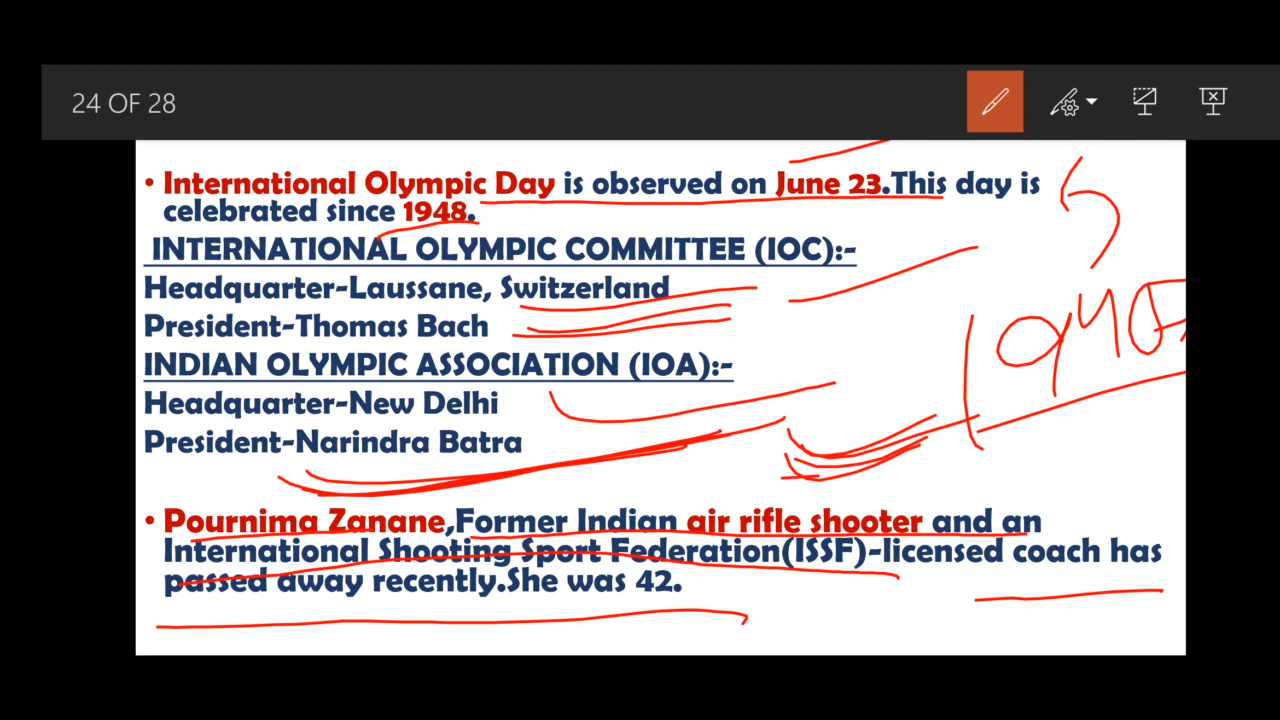 24 OF 28
• International Olympic Day is observed on June 23.This day is
celebrated since 1948.
INTERNATIONAL OLYMPIC COMMITTEE (IOC):-
Headquarter-Laussane, Switzerland
President-Thomas Bach
INDIAN OLYMPIC ASSOCIATION (IOA):-
Headquarter-New Delhi
President-Narindra Batra
• Pournima Zanane,Former Indian air rifle shooter and an
International Shooting Sport Federation(ISSF)-licensed coach has
passed away recently.She was 42.